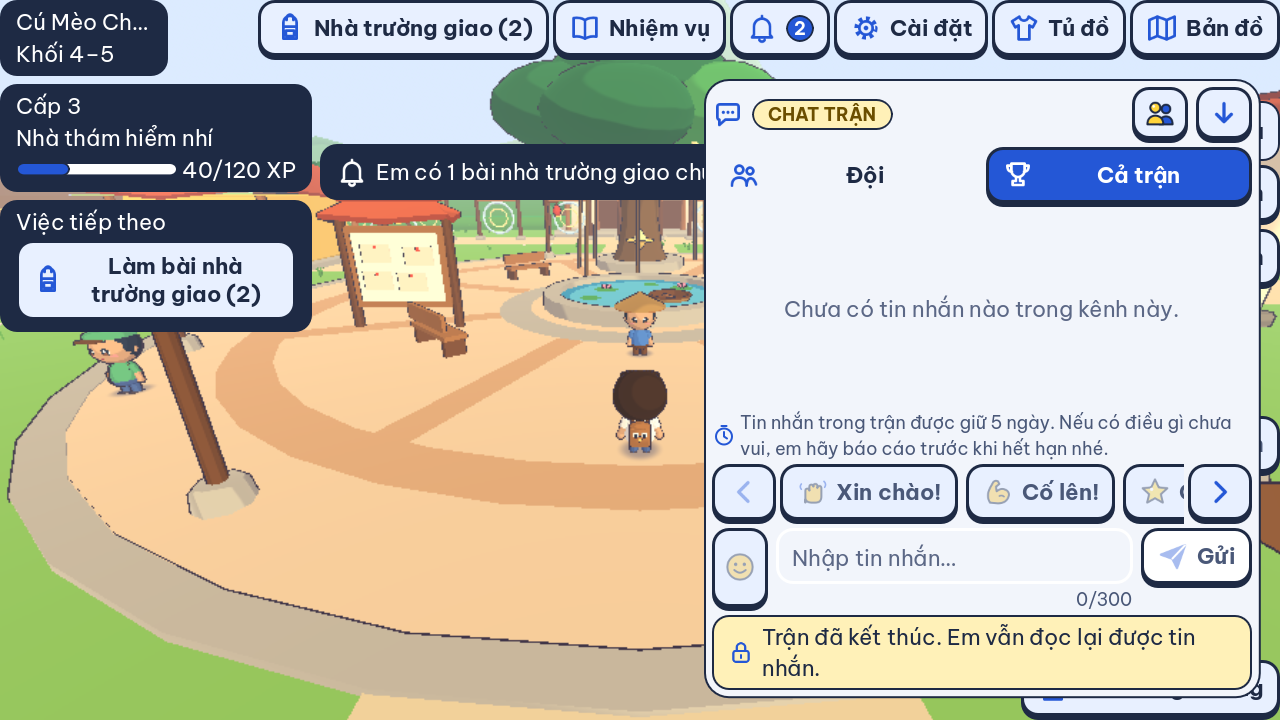 Cú Mèo Ch...
Khối 4–5
Nhà trường giao (2)
Nhiệm vụ
2
Cài đặt
Tủ đồ
Bản đồ
Cấp 3
Nhà thám hiểm nhí
40/120 XP
Việc tiếp theo
Làm bài nhà
trường giao (2)
Em có 1 bài nhà trường giao
CHAT TRẬN
Đội
Cả trận
Chưa có tin nhắn nào trong kênh này.
Tin nhắn trong trận được giữ 5 ngày. Nếu có điều gì chưa
vui, em hãy báo cáo trước khi hết hạn nhé.
Xin chào!
Cố lên!
Nhập tin nhắn...
Gửi
0/300
Trận đã kết thúc. Em vẫn đọc lại được tin
nhắn.